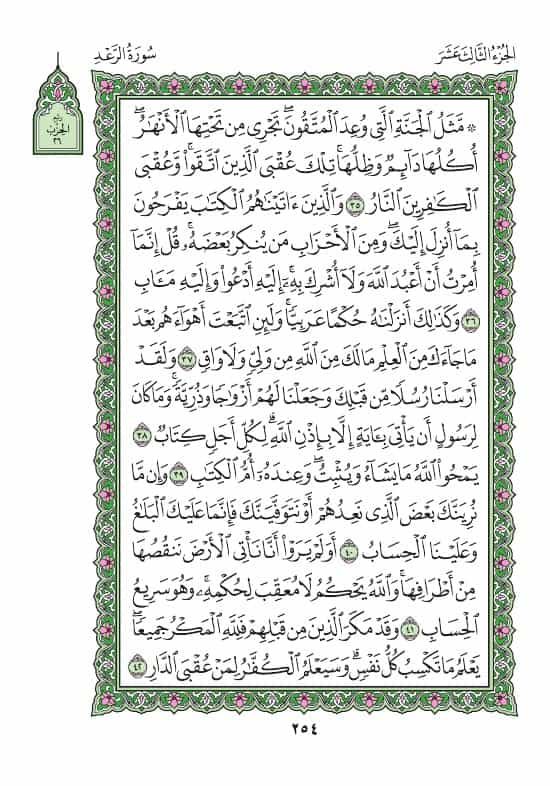 الجُزْءُ الثَّالِثَ عَشَرَ
سُورَةُ الرَّعْدِ
رُبْع
الحِزْب
٢٦
۞ مَّثَلُ ٱلْجَنَّةِ ٱلَّتِى وُعِدَ ٱلْمُتَّقُونَ ۖ تَجْرِى مِن تَحْتِهَا ٱلْأَنْهَٰرُ ۖ
أُكُلُهَا دَآئِمٌ وَظِلُّهَا ۚ تِلْكَ عُقْبَى ٱلَّذِينَ ٱتَّقَوا۟ ۖ وَّعُقْبَى
ٱلْكَٰفِرِينَ ٱلنَّارُ ٣٥ وَٱلَّذِينَ ءَاتَيْنَٰهُمُ ٱلْكِتَٰبَ يَفْرَحُونَ
بِمَآ أُنزِلَ إِلَيْكَ ۖ وَمِنَ ٱلْأَحْزَابِ مَن يُنكِرُ بَعْضَهُۥ ۚ قُلْ إِنَّمَآ
أُمِرْتُ أَنْ أَعْبُدَ ٱللَّهَ وَلَآ أُشْرِكَ بِهِۦٓ ۚ إِلَيْهِ أَدْعُوا۟ وَإِلَيْهِ مَـَٔابِ
٣٦ وَكَذَٰلِكَ أَنزَلْنَٰهُ حُكْمًا عَرَبِيًّا ۚ وَلَئِنِ ٱتَّبَعْتَ أَهْوَآءَهُم بَعْدَ
مَا جَآءَكَ مِنَ ٱلْعِلْمِ مَا لَكَ مِنَ ٱللَّهِ مِن وَلِىٍّ وَلَا وَاقٍ ٣٧ وَلَقَدْ
أَرْسَلْنَا رُسُلًا مِّن قَبْلِكَ وَجَعَلْنَا لَهُمْ أَزْوَٰجًا وَذُرِّيَّةً ۚ وَمَا كَانَ
لِرَسُولٍ أَن يَأْتِىَ بِـَٔايَةٍ إِلَّا بِإِذْنِ ٱللَّهِ ۗ لِكُلِّ أَجَلٍ كِتَابٌ ٣٨
يَمْحُوا۟ ٱللَّهُ مَا يَشَآءُ وَيُثْبِتُ ۖ وَعِندَهُۥٓ أُمُّ ٱلْكِتَٰبِ ٣٩ وَإِن مَّا
نُرِيَنَّكَ بَعْضَ ٱلَّذِى نَعِدُهُمْ أَوْ نَتَوَفَّيَنَّكَ فَإِنَّمَا عَلَيْكَ ٱلْبَلَٰغُ
وَعَلَيْنَا ٱلْحِسَابُ ٤٠ أَوَلَمْ يَرَوْا۟ أَنَّا نَأْتِى ٱلْأَرْضَ نَنقُصُهَا
مِنْ أَطْرَافِهَا ۚ وَٱللَّهُ يَحْكُمُ لَا مُعَقِّبَ لِحُكْمِهِۦ ۚ وَهُوَ سَرِيعُ
ٱلْحِسَابِ ٤١ وَقَدْ مَكَرَ ٱلَّذِينَ مِن قَبْلِهِمْ فَلِلَّهِ ٱلْمَكْرُ جَمِيعًا ۖ
يَعْلَمُ مَا تَكْسِبُ كُلُّ نَفْسٍ ۗ وَسَيَعْلَمُ ٱلْكُفَّٰرُ لِمَنْ عُقْبَى ٱلدَّارِ ٤٢
٢٥٤